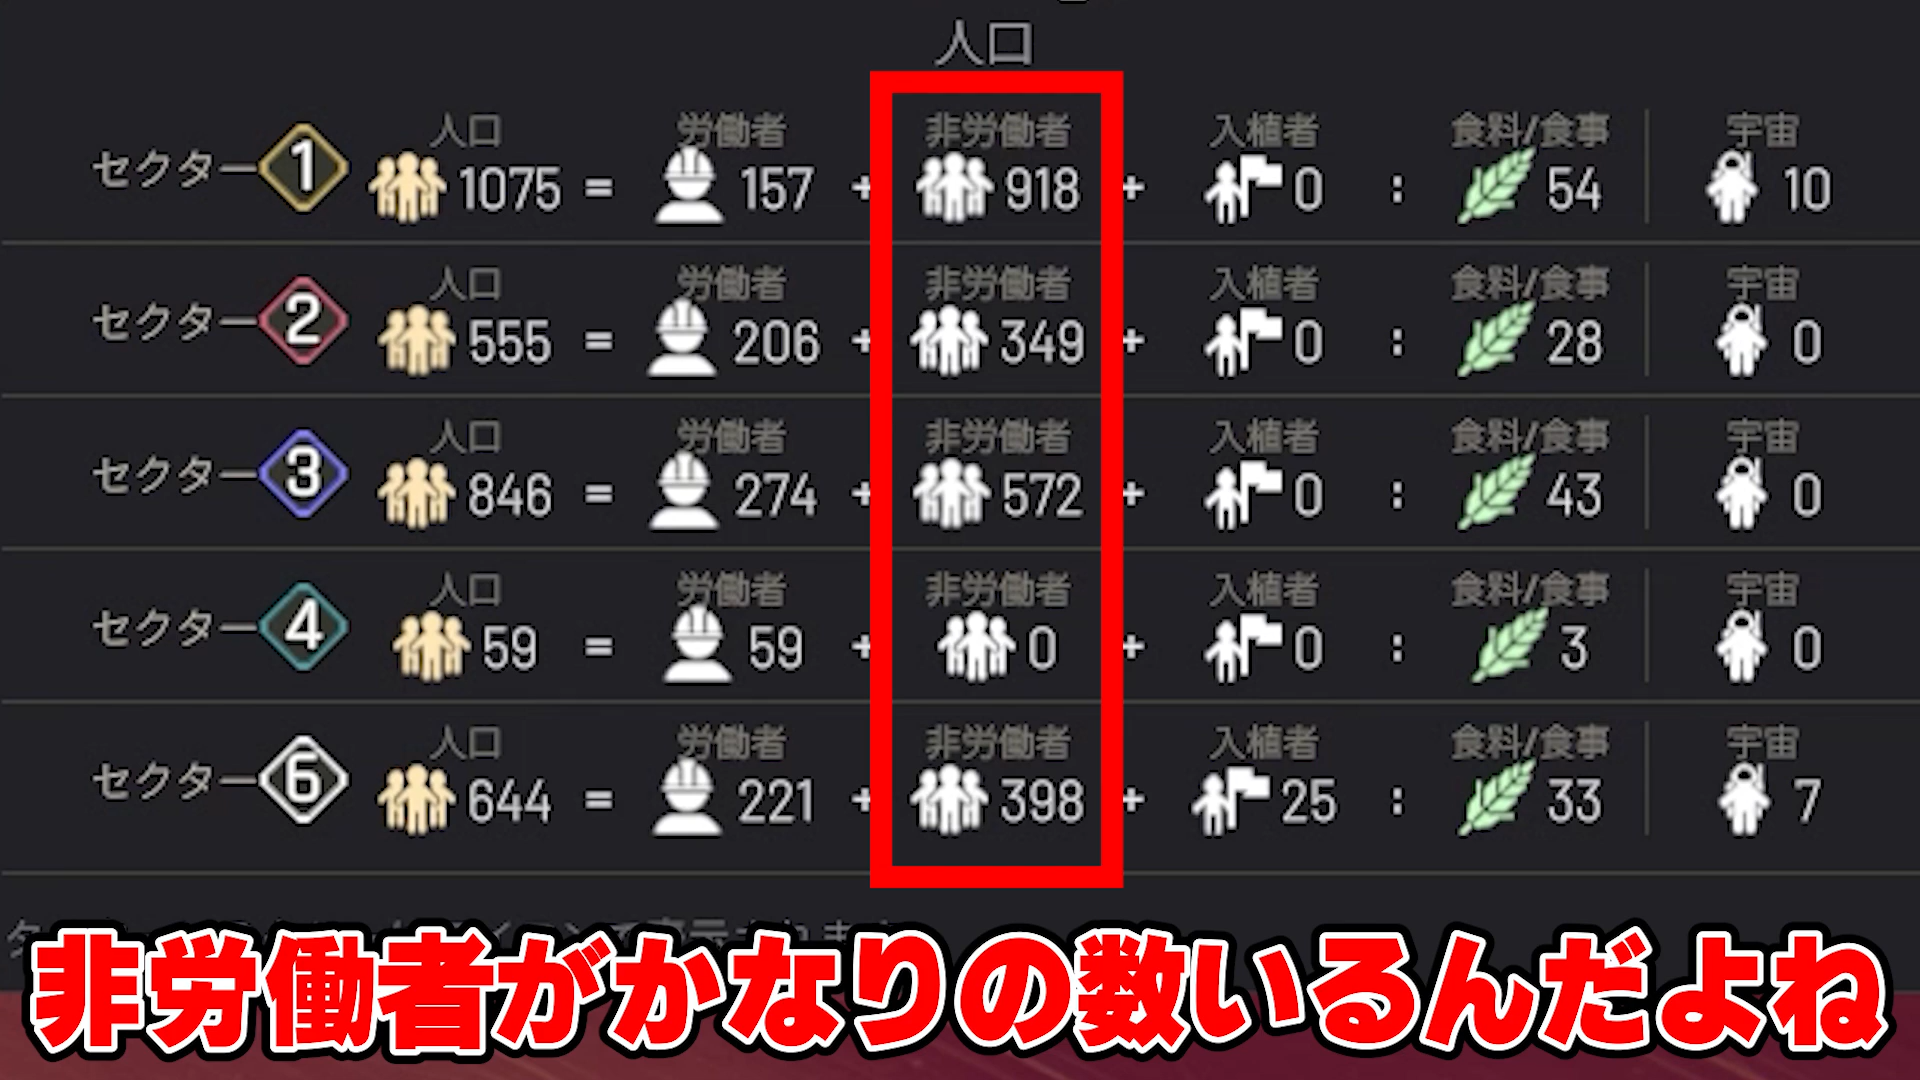 人口
人口 労働者 非労働者 入植者 食料/食事 宇宙
セクター 1 1075 = 157 + 918 + 0 : 54 10
人口 労働者 非労働者 入植者 食料/食事 宇宙
セクター 2 555 = 206 + 349 + 0 : 28 0
人口 労働者 非労働者 入植者 食料/食事 宇宙
セクター 3 846 = 274 + 572 + 0 : 43 0
人口 労働者 非労働者 入植者 食料/食事 宇宙
セクター 4 59 = 59 + 0 + 0 : 3 0
人口 労働者 非労働者 入植者 食料/食事 宇宙
セクター 6 644 = 221 + 398 + 25 : 33 7
非労働者がかなりの数いるんだよね